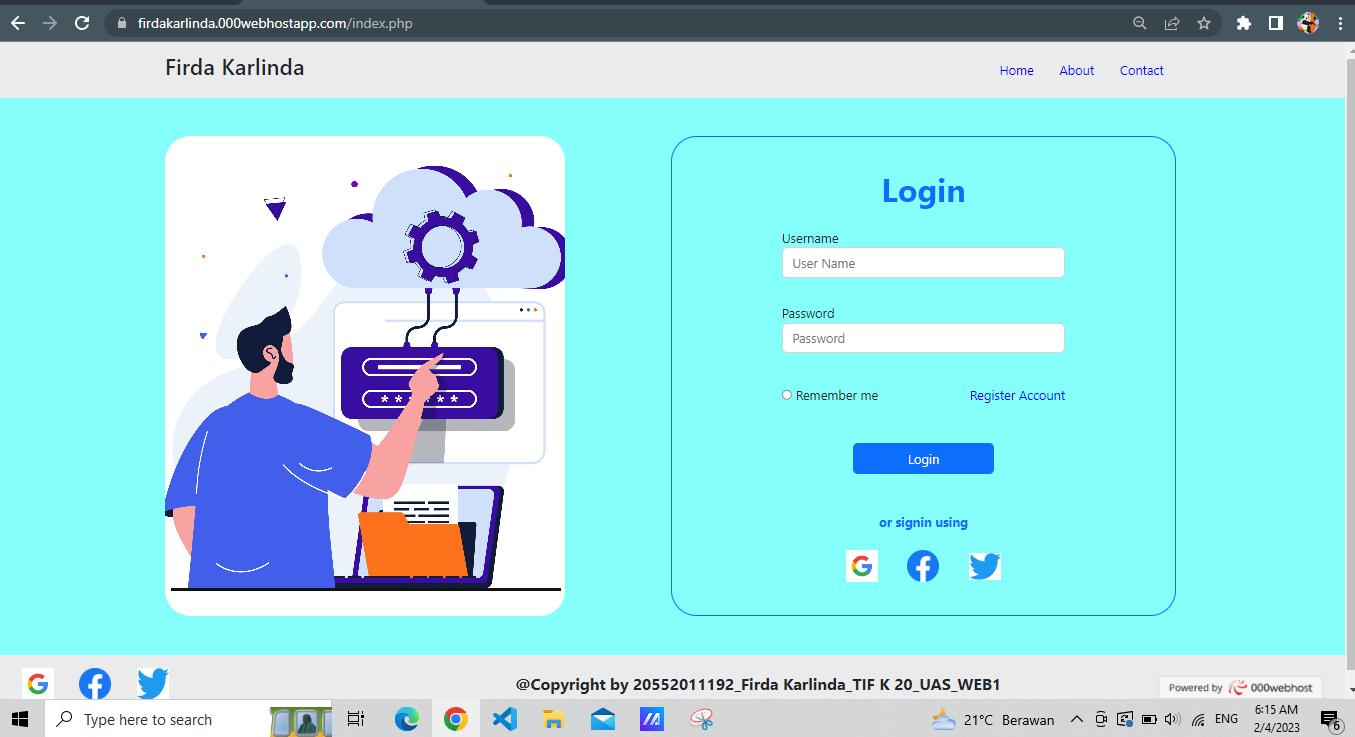 firdakarlinda.000webhostapp.com/index.php
Firda Karlinda
Home About Contact
Login
Username
User Name
Password
Password
Remember me Register Account
Login
or signin using
@Copyright by 20552011192_Firda Karlinda_TIF K 20_UAS_WEB1
Powered by 000webhost
Type here to search
21°C Berawan
ENG
6:15 AM
2/4/2023
6